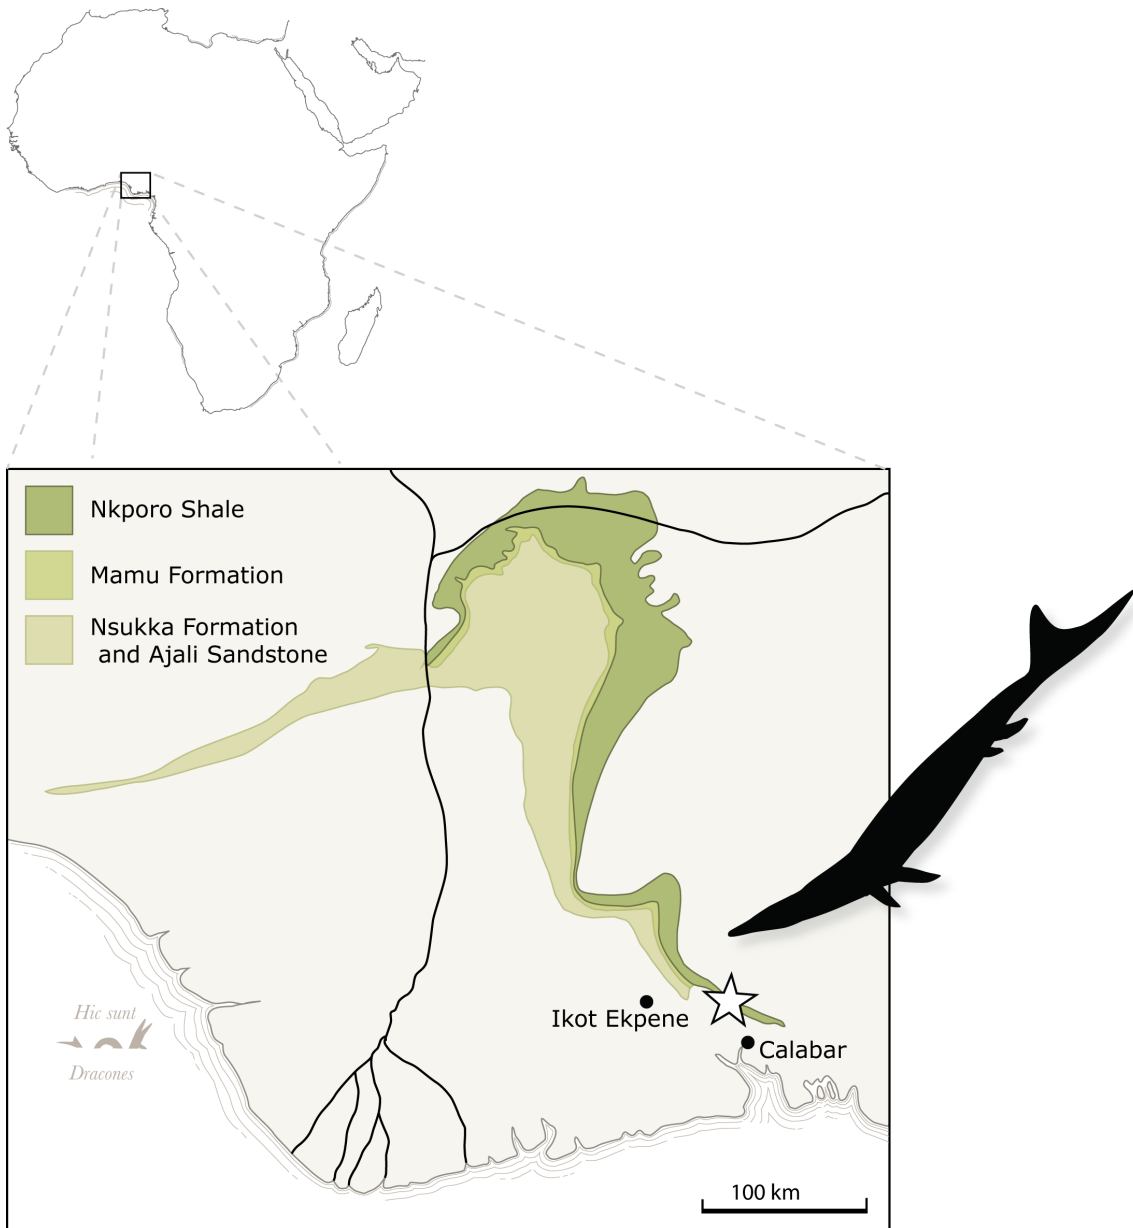 Nkporo Shale
Mamu Formation
Nsukka Formation
and Ajali Sandstone
Ikot Ekpene
Calabar
Hic sunt
Dracones
100 km